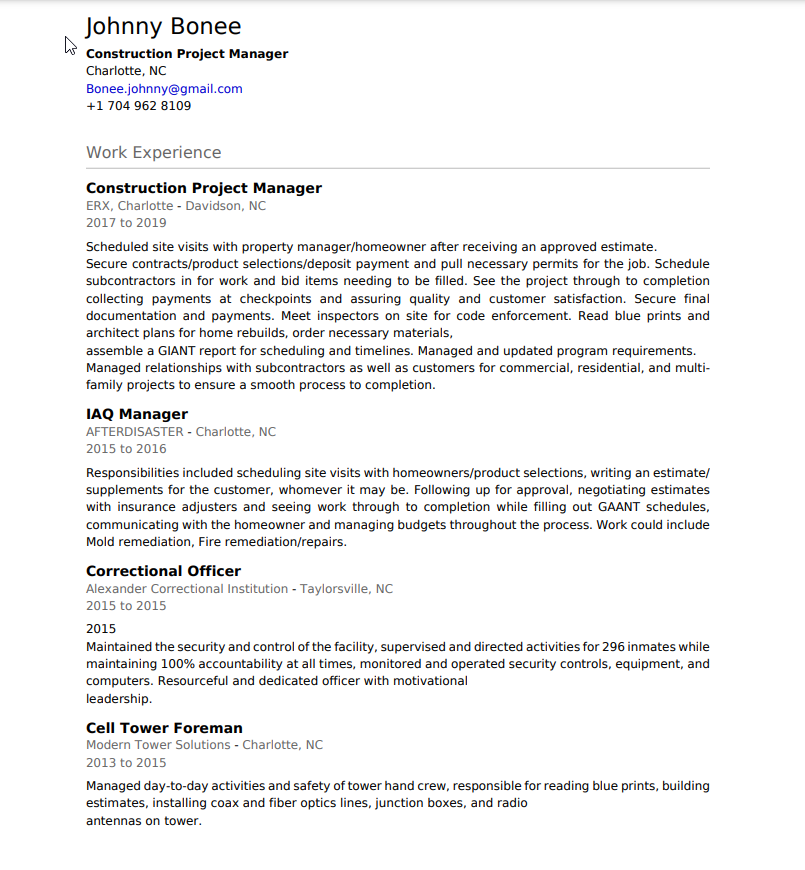 Johnny Bonee
Construction Project Manager
Charlotte, NC
Bonee.johnny@gmail.com
+1 704 962 8109
Work Experience
Construction Project Manager
ERX, Charlotte - Davidson, NC
2017 to 2019
Scheduled site visits with property manager/homeowner after receiving an approved estimate.
Secure contracts/product selections/deposit payment and pull necessary permits for the job. Schedule
subcontractors in for work and bid items needing to be filled. See the project through to completion
collecting payments at checkpoints and assuring quality and customer satisfaction. Secure final
documentation and payments. Meet inspectors on site for code enforcement. Read blue prints and
architect plans for home rebuilds, order necessary materials,
assemble a GIANT report for scheduling and timelines. Managed and updated program requirements.
Managed relationships with subcontractors as well as customers for commercial, residential, and multi-
family projects to ensure a smooth process to completion.
IAQ Manager
AFTERDISASTER - Charlotte, NC
2015 to 2016
Responsibilities included scheduling site visits with homeowners/product selections, writing an estimate/
supplements for the customer, whomever it may be. Following up for approval, negotiating estimates
with insurance adjusters and seeing work through to completion while filling out GAANT schedules,
communicating with the homeowner and managing budgets throughout the process. Work could include
Mold remediation, Fire remediation/repairs.
Correctional Officer
Alexander Correctional Institution - Taylorsville, NC
2015 to 2015
2015
Maintained the security and control of the facility, supervised and directed activities for 296 inmates while
maintaining 100% accountability at all times, monitored and operated security controls, equipment, and
computers. Resourceful and dedicated officer with motivational
leadership.
Cell Tower Foreman
Modern Tower Solutions - Charlotte, NC
2013 to 2015
Managed day-to-day activities and safety of tower hand crew, responsible for reading blue prints, building
estimates, installing coax and fiber optics lines, junction boxes, and radio
antennas on tower.